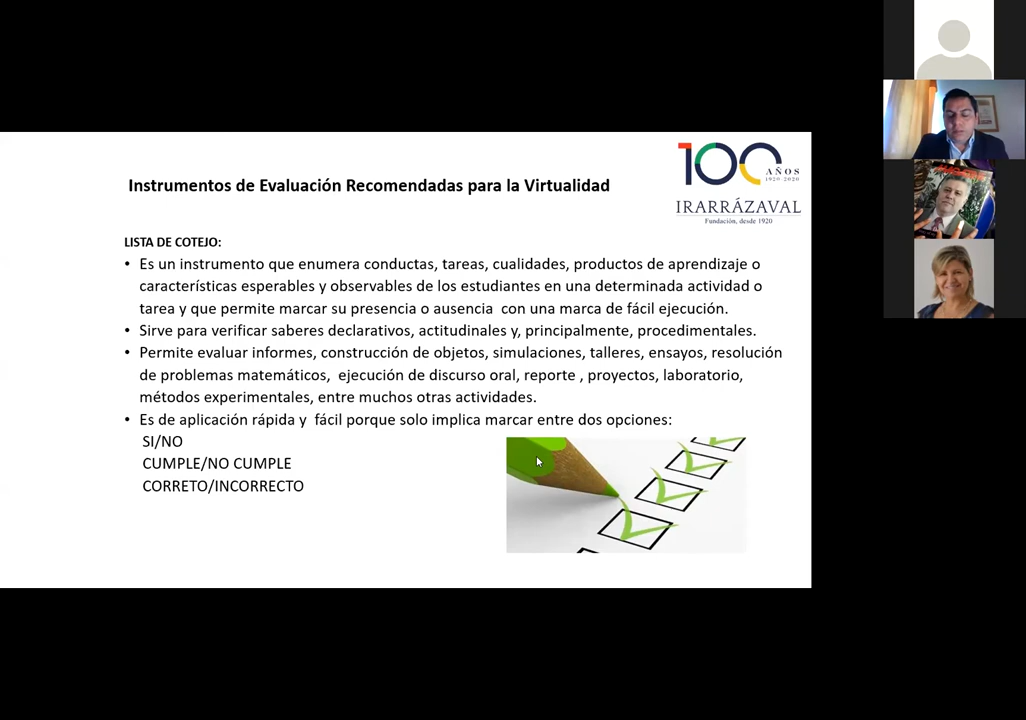 Instrumentos de Evaluación Recomendadas para la Virtualidad
100
AÑOS
1920-2020
IRARRÁZAVAL
Fundación, desde 1920
LISTA DE COTEJO:
• Es un instrumento que enumera conductas, tareas, cualidades, productos de aprendizaje o
características esperables y observables de los estudiantes en una determinada actividad o
tarea y que permite marcar su presencia o ausencia con una marca de fácil ejecución.
• Sirve para verificar saberes declarativos, actitudinales y, principalmente, procedimentales.
• Permite evaluar informes, construcción de objetos, simulaciones, talleres, ensayos, resolución
de problemas matemáticos, ejecución de discurso oral, reporte , proyectos, laboratorio,
métodos experimentales, entre muchos otras actividades.
• Es de aplicación rápida y fácil porque solo implica marcar entre dos opciones:
SI/NO
CUMPLE/NO CUMPLE
CORRETO/INCORRECTO